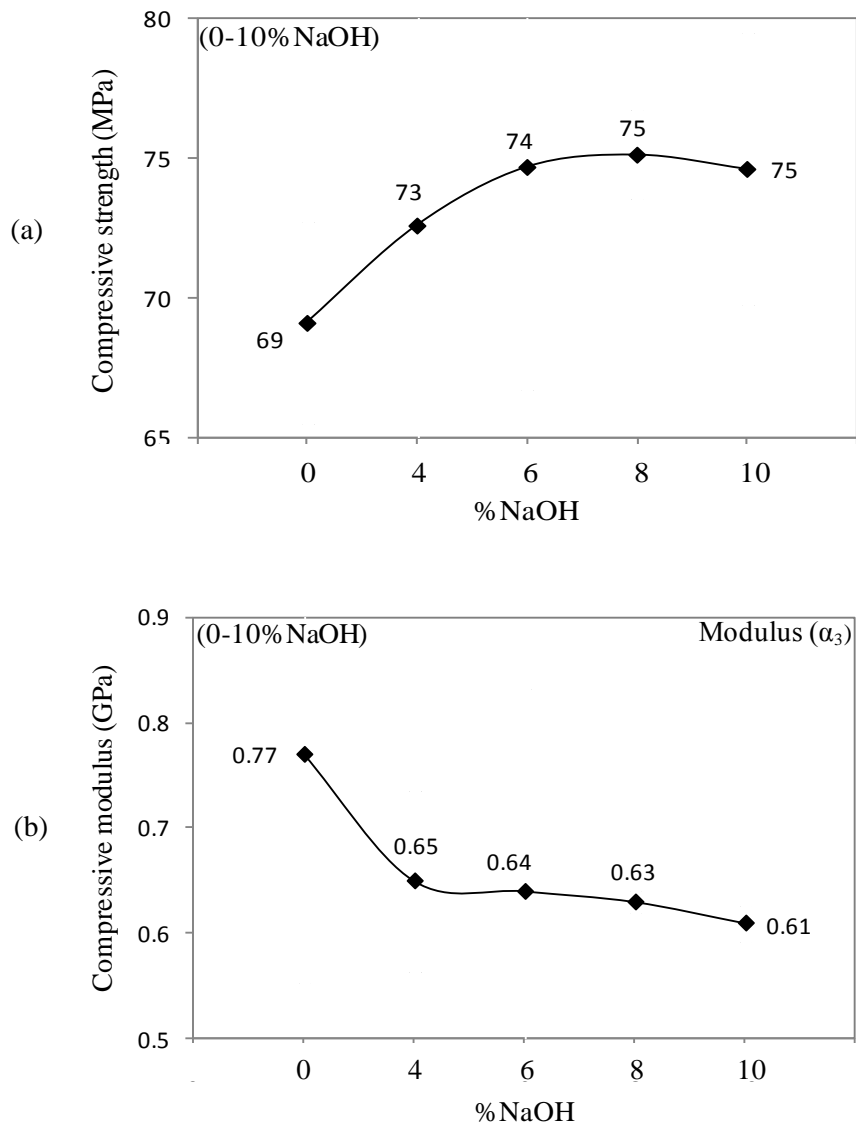 (0-10% NaOH)
80
75
70
65
Compressive strength (MPa)
(a)
69
73
74
75
75
0 4 6 8 10
% NaOH
(0-10% NaOH) Modulus (α₃)
0.9
0.8
0.7
0.6
0.5
Compressive modulus (GPa)
(b)
0.77
0.65
0.64
0.63
0.61
0 4 6 8 10
% NaOH